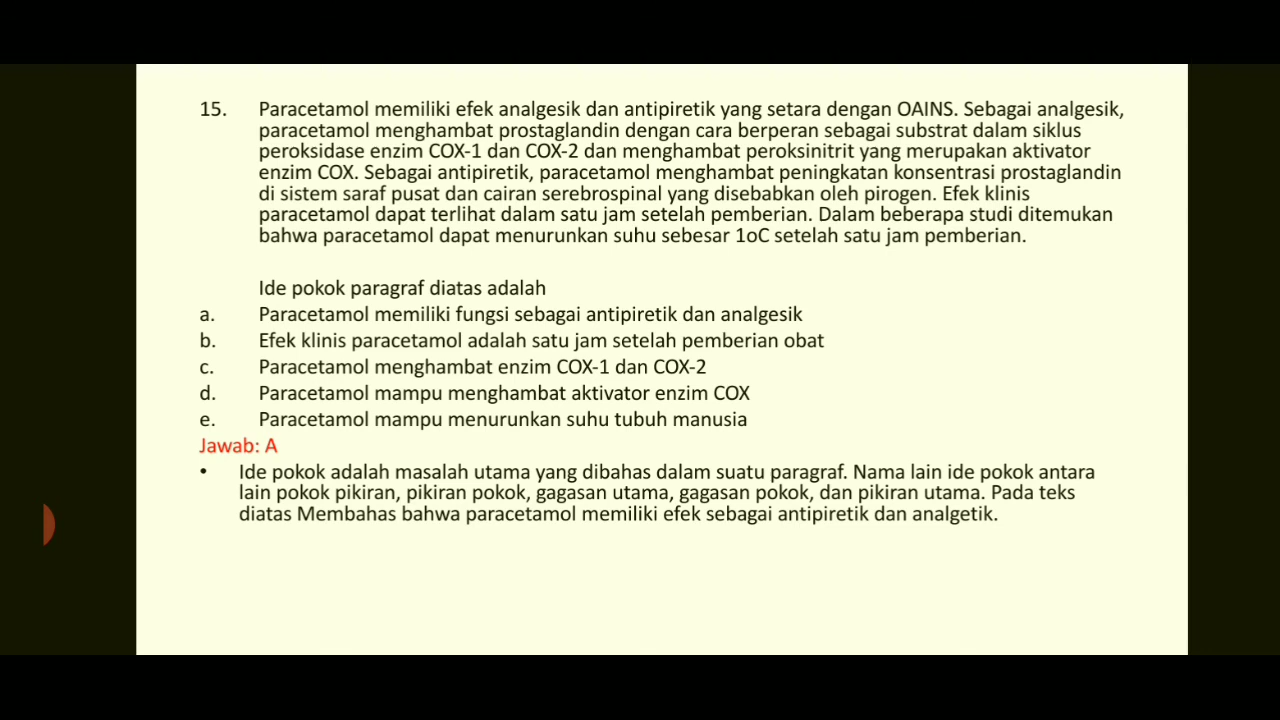 15. Paracetamol memiliki efek analgesik dan antipiretik yang setara dengan OAINS. Sebagai analgesik,
paracetamol menghambat prostaglandin dengan cara berperan sebagai substrat dalam siklus
peroksidase enzim COX-1 dan COX-2 dan menghambat peroksinitrit yang merupakan aktivator
enzim COX. Sebagai antipiretik, paracetamol menghambat peningkatan konsentrasi prostaglandin
di sistem saraf pusat dan cairan serebrospinal yang disebabkan oleh pirogen. Efek klinis
paracetamol dapat terlihat dalam satu jam setelah pemberian. Dalam beberapa studi ditemukan
bahwa paracetamol dapat menurunkan suhu sebesar 1oC setelah satu jam pemberian.
Ide pokok paragraf diatas adalah
a. Paracetamol memiliki fungsi sebagai antipiretik dan analgesik
b. Efek klinis paracetamol adalah satu jam setelah pemberian obat
c. Paracetamol menghambat enzim COX-1 dan COX-2
d. Paracetamol mampu menghambat aktivator enzim COX
e. Paracetamol mampu menurunkan suhu tubuh manusia
Jawab: A
• Ide pokok adalah masalah utama yang dibahas dalam suatu paragraf. Nama lain ide pokok antara
lain pokok pikiran, pikiran pokok, gagasan utama, gagasan pokok, dan pikiran utama. Pada teks
diatas Membahas bahwa paracetamol memiliki efek sebagai antipiretik dan analgetik.